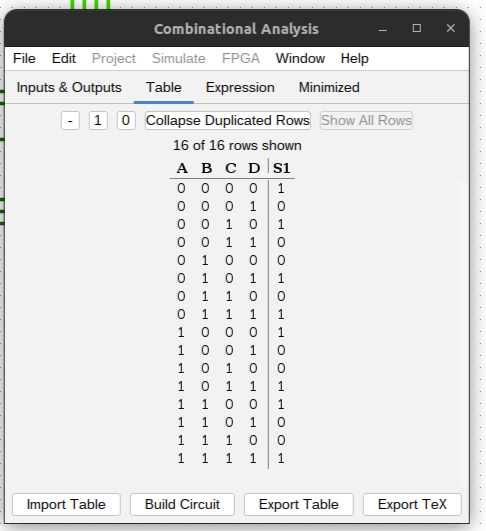 Combinational Analysis
File Edit Project Simulate FPGA Window Help
Inputs & Outputs Table Expression Minimized
- 1 0 Collapse Duplicated Rows Show All Rows
16 of 16 rows shown
A B C D S1
0 0 0 0 1
0 0 0 1 0
0 0 1 0 1
0 0 1 1 0
0 1 0 0 0
0 1 0 1 1
0 1 1 0 0
0 1 1 1 1
1 0 0 0 1
1 0 0 1 0
1 0 1 0 0
1 0 1 1 1
1 1 0 0 1
1 1 0 1 0
1 1 1 0 0
1 1 1 1 1
Import Table Build Circuit Export Table Export TeX